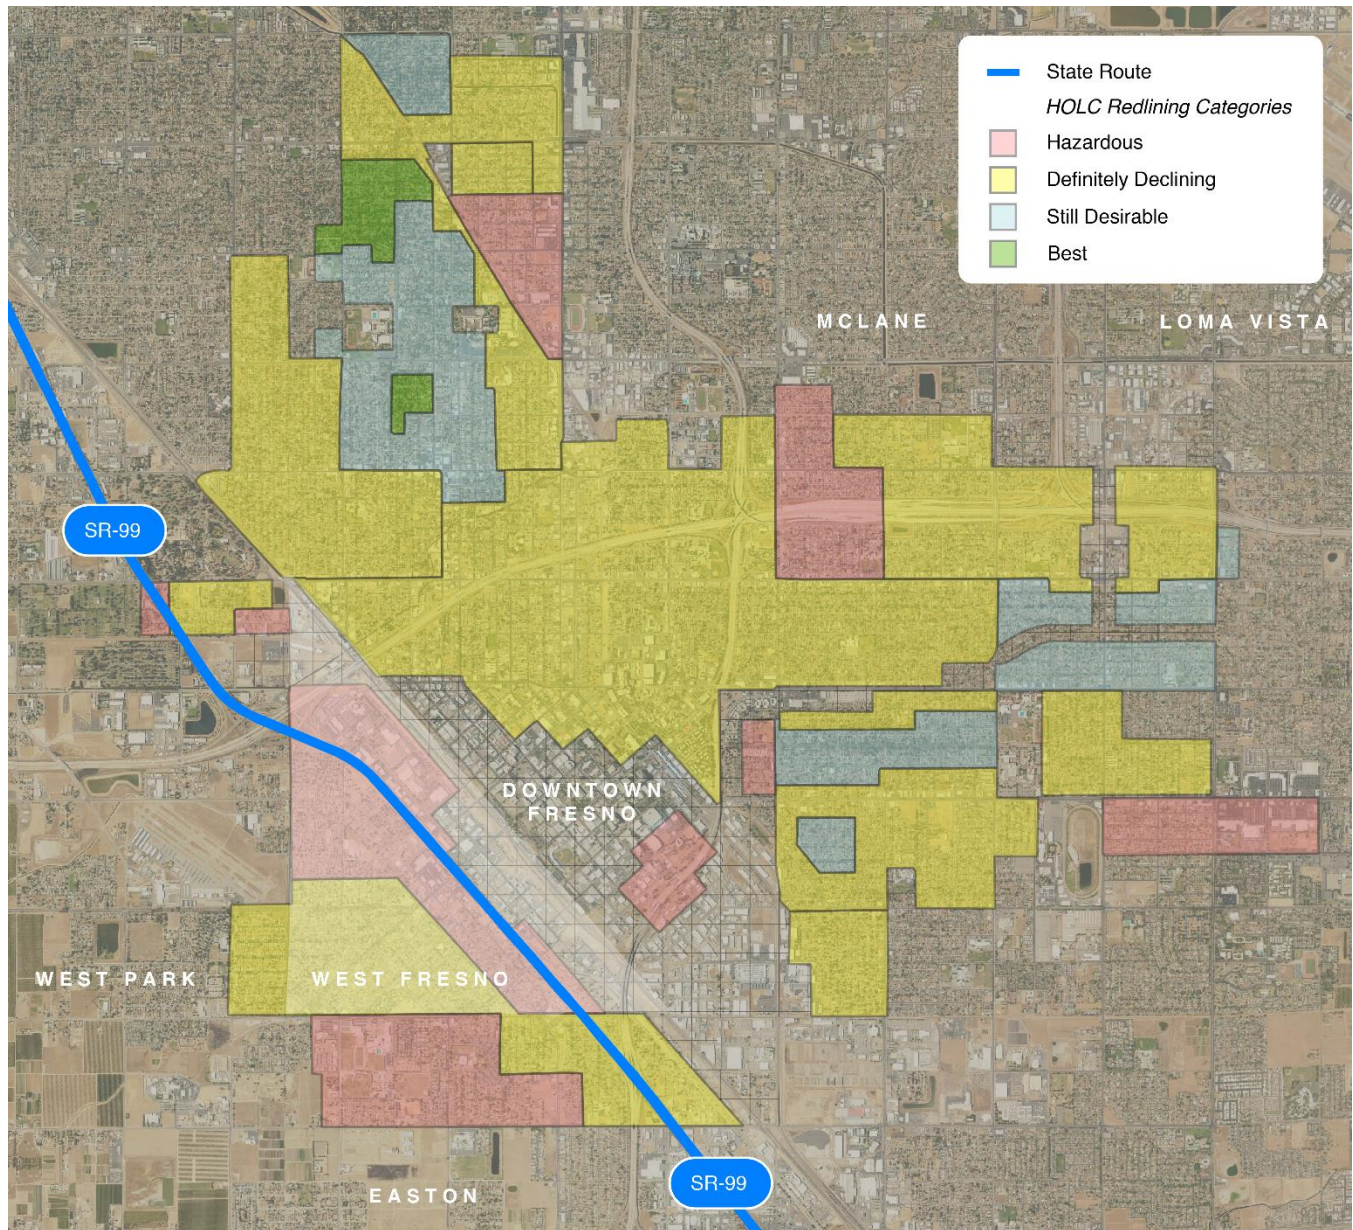 State Route
HOLC Redlining Categories
Hazardous
Definitely Declining
Still Desirable
Best
MCLANE
LOMA VISTA
SR-99
DOWNTOWN
FRESNO
WEST PARK
WEST FRESNO
SR-99
EASTON